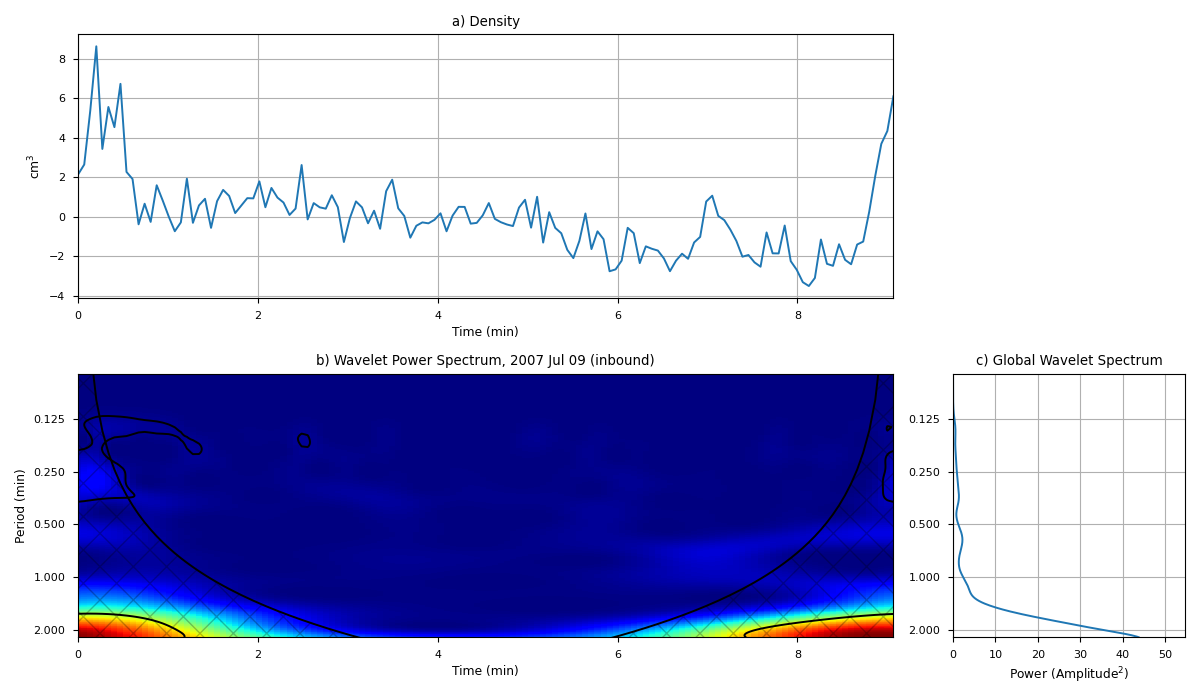 a) Density
8
6
4
2
0
−2
−4
cm³
0 2 4 6 8
Time (min)
b) Wavelet Power Spectrum, 2007 Jul 09 (inbound)
0.125
0.250
0.500
1.000
2.000
Period (min)
0 2 4 6 8
Time (min)
c) Global Wavelet Spectrum
0.125
0.250
0.500
1.000
2.000
0 10 20 30 40 50
Power (Amplitude²)